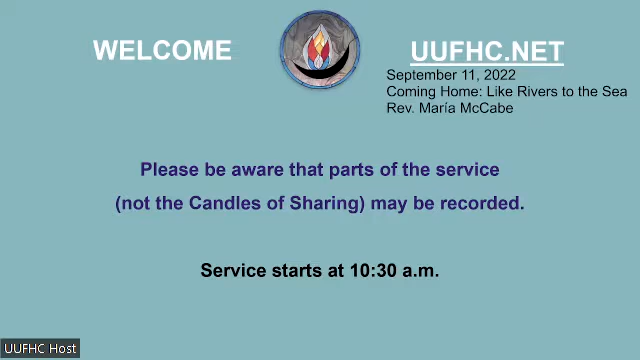 WELCOME
UUFHC.NET
September 11, 2022
Coming Home: Like Rivers to the Sea
Rev. María McCabe
Please be aware that parts of the service
(not the Candles of Sharing) may be recorded.
Service starts at 10:30 a.m.
UUFHC Host